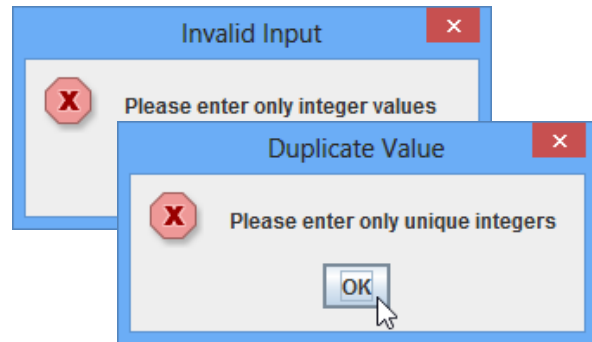 Invalid Input
Please enter only integer values
Duplicate Value
Please enter only unique integers
OK